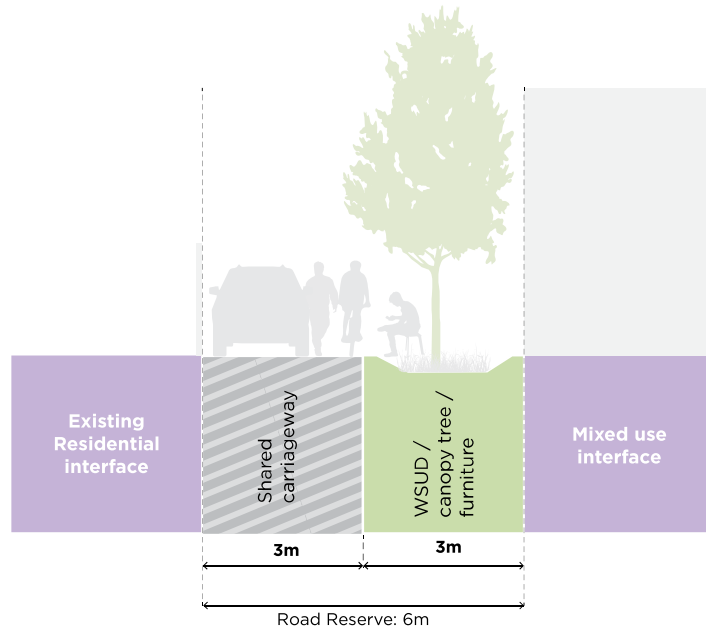 Existing
Residential
interface
Shared
carriageway
WSUD /
canopy tree /
furniture
Mixed use
interface
3m
3m
Road Reserve: 6m